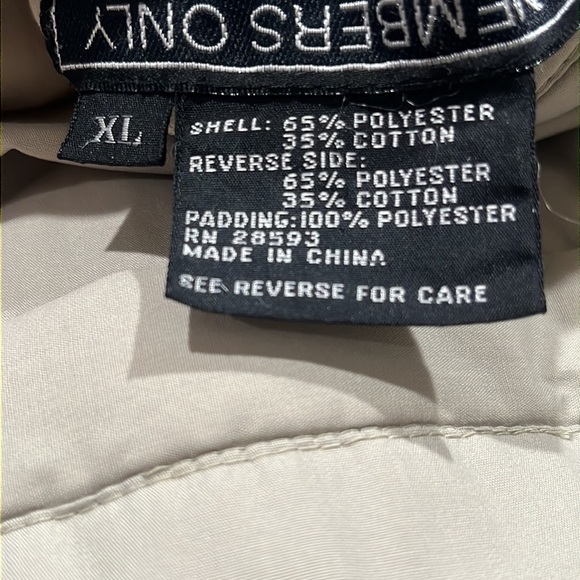 MEMBERS ONLY
XL
SHELL: 65% POLYESTER
35% COTTON
REVERSE SIDE:
65% POLYESTER
35% COTTON
PADDING:100% POLYESTER
RN 28593
MADE IN CHINA
SEE REVERSE FOR CARE